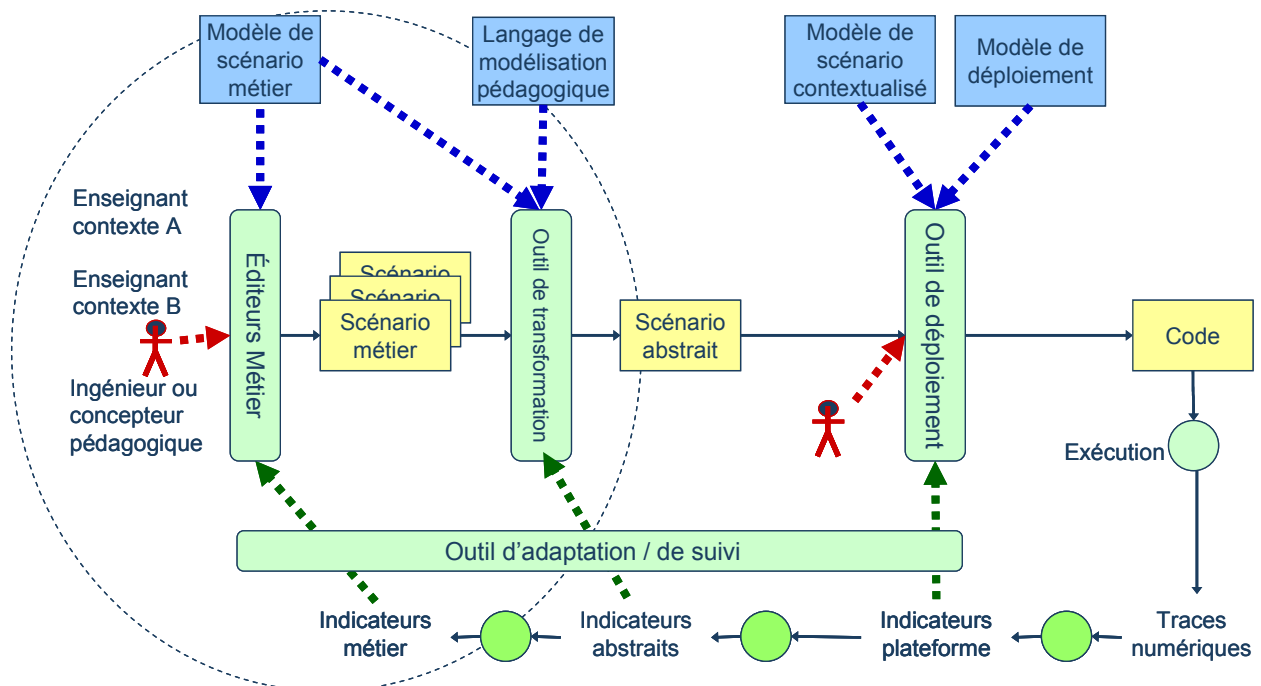 Modèle de
scénario
métier
Langage de
modélisation
pédagogique
Modèle de
scénario
contextualisé
Modèle de
déploiement
Enseignant
contexte A
Enseignant
contexte B
Ingénieur ou
concepteur
pédagogique
Éditeurs Métier
Scénario
Scénario
Scénario
métier
Outil de transformation
Scénario
abstrait
Outil de déploiement
Code
Exécution
Outil d'adaptation / de suivi
Indicateurs
métier
Indicateurs
abstraits
Indicateurs
plateforme
Traces
numériques